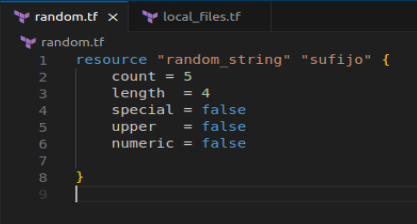 random.tf × local_files.tf
random.tf
1 resource "random_string" "sufijo" {
2     count = 5
3     length  = 4
4     special = false
5     upper   = false
6     numeric = false
7
8 }
9